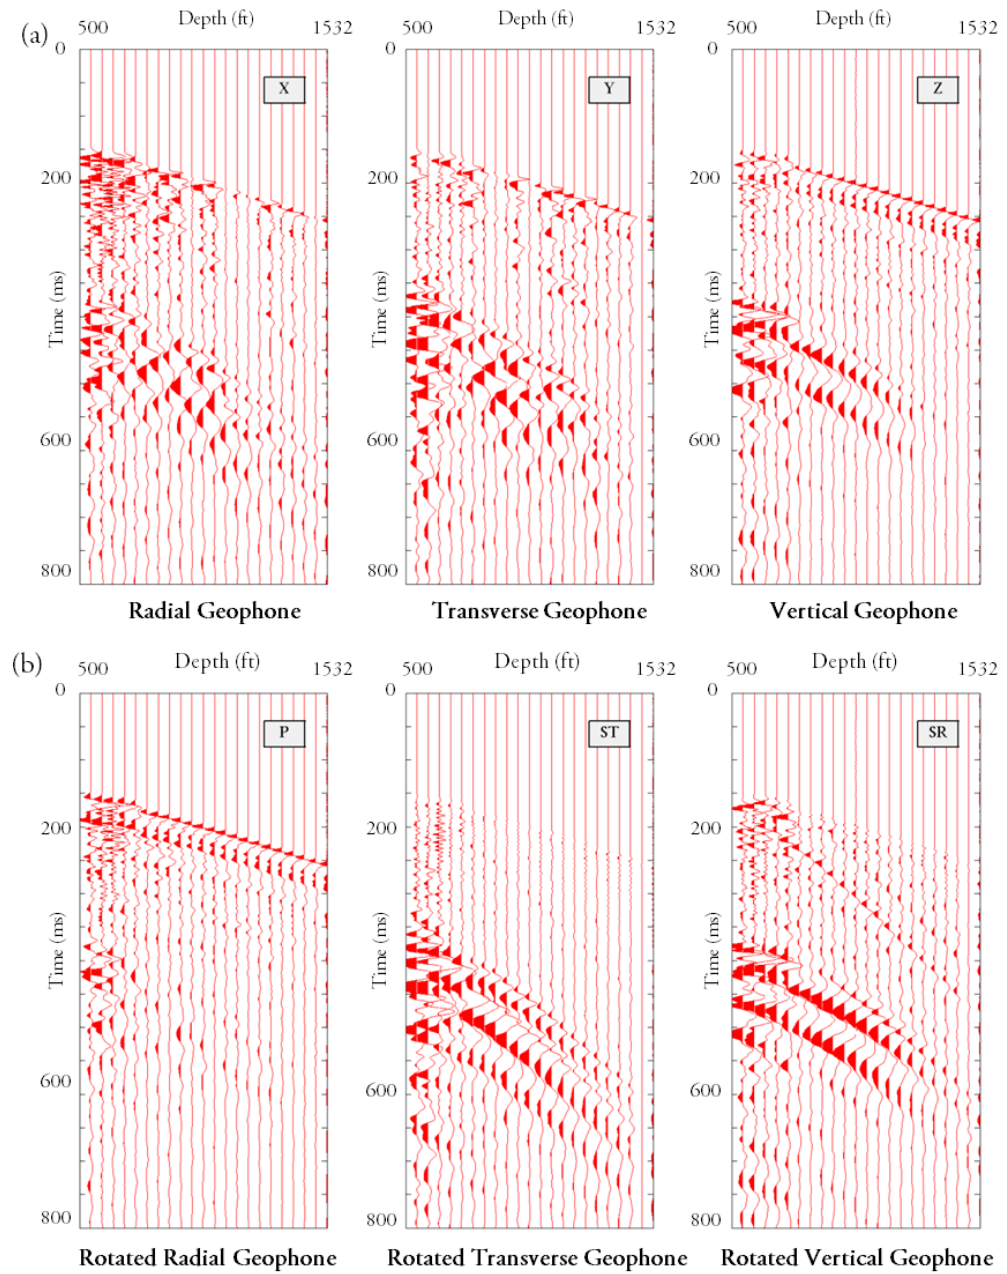 (a)
Depth (ft) Depth (ft) Depth (ft)
500 1532 500 1532 500 1532
0 0 0
X Y Z
200 200 200
Time (ms) Time (ms) Time (ms)
600 600 600
800 800 800
Radial Geophone Transverse Geophone Vertical Geophone
(b)
Depth (ft) Depth (ft) Depth (ft)
500 1532 500 1532 500 1532
0 0 0
P ST SR
200 200 200
Time (ms) Time (ms) Time (ms)
600 600 600
800 800 800
Rotated Radial Geophone Rotated Transverse Geophone Rotated Vertical Geophone